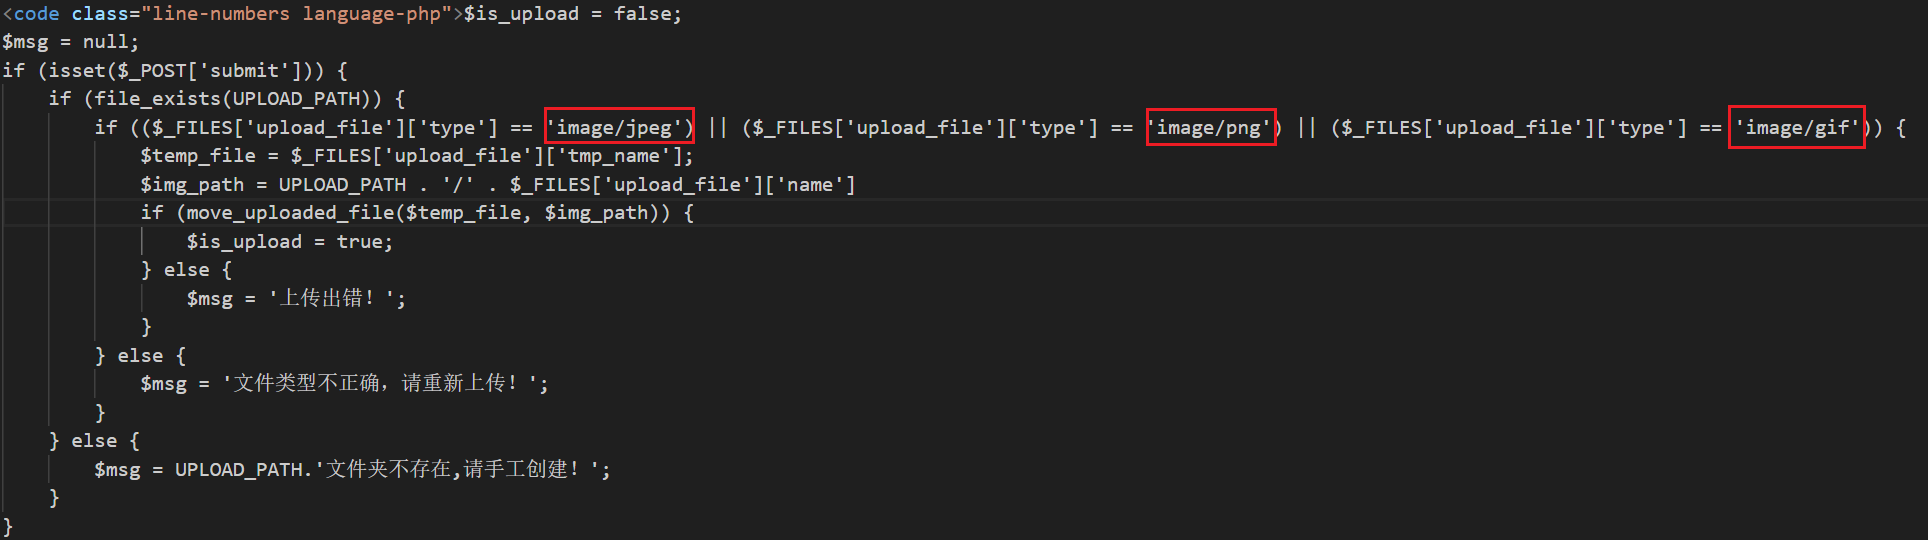 <code class="line-numbers language-php">$is_upload = false;
$msg = null;
if (isset($_POST['submit'])) {
    if (file_exists(UPLOAD_PATH)) {
        if (($_FILES['upload_file']['type'] == 'image/jpeg') || ($_FILES['upload_file']['type'] == 'image/png') || ($_FILES['upload_file']['type'] == 'image/gif')) {
            $temp_file = $_FILES['upload_file']['tmp_name'];
            $img_path = UPLOAD_PATH . '/' . $_FILES['upload_file']['name']
            if (move_uploaded_file($temp_file, $img_path)) {
                $is_upload = true;
            } else {
                $msg = '上传出错！';
            }
        } else {
            $msg = '文件类型不正确，请重新上传！';
        }
    } else {
        $msg = UPLOAD_PATH.'文件夹不存在,请手工创建！';
    }
}